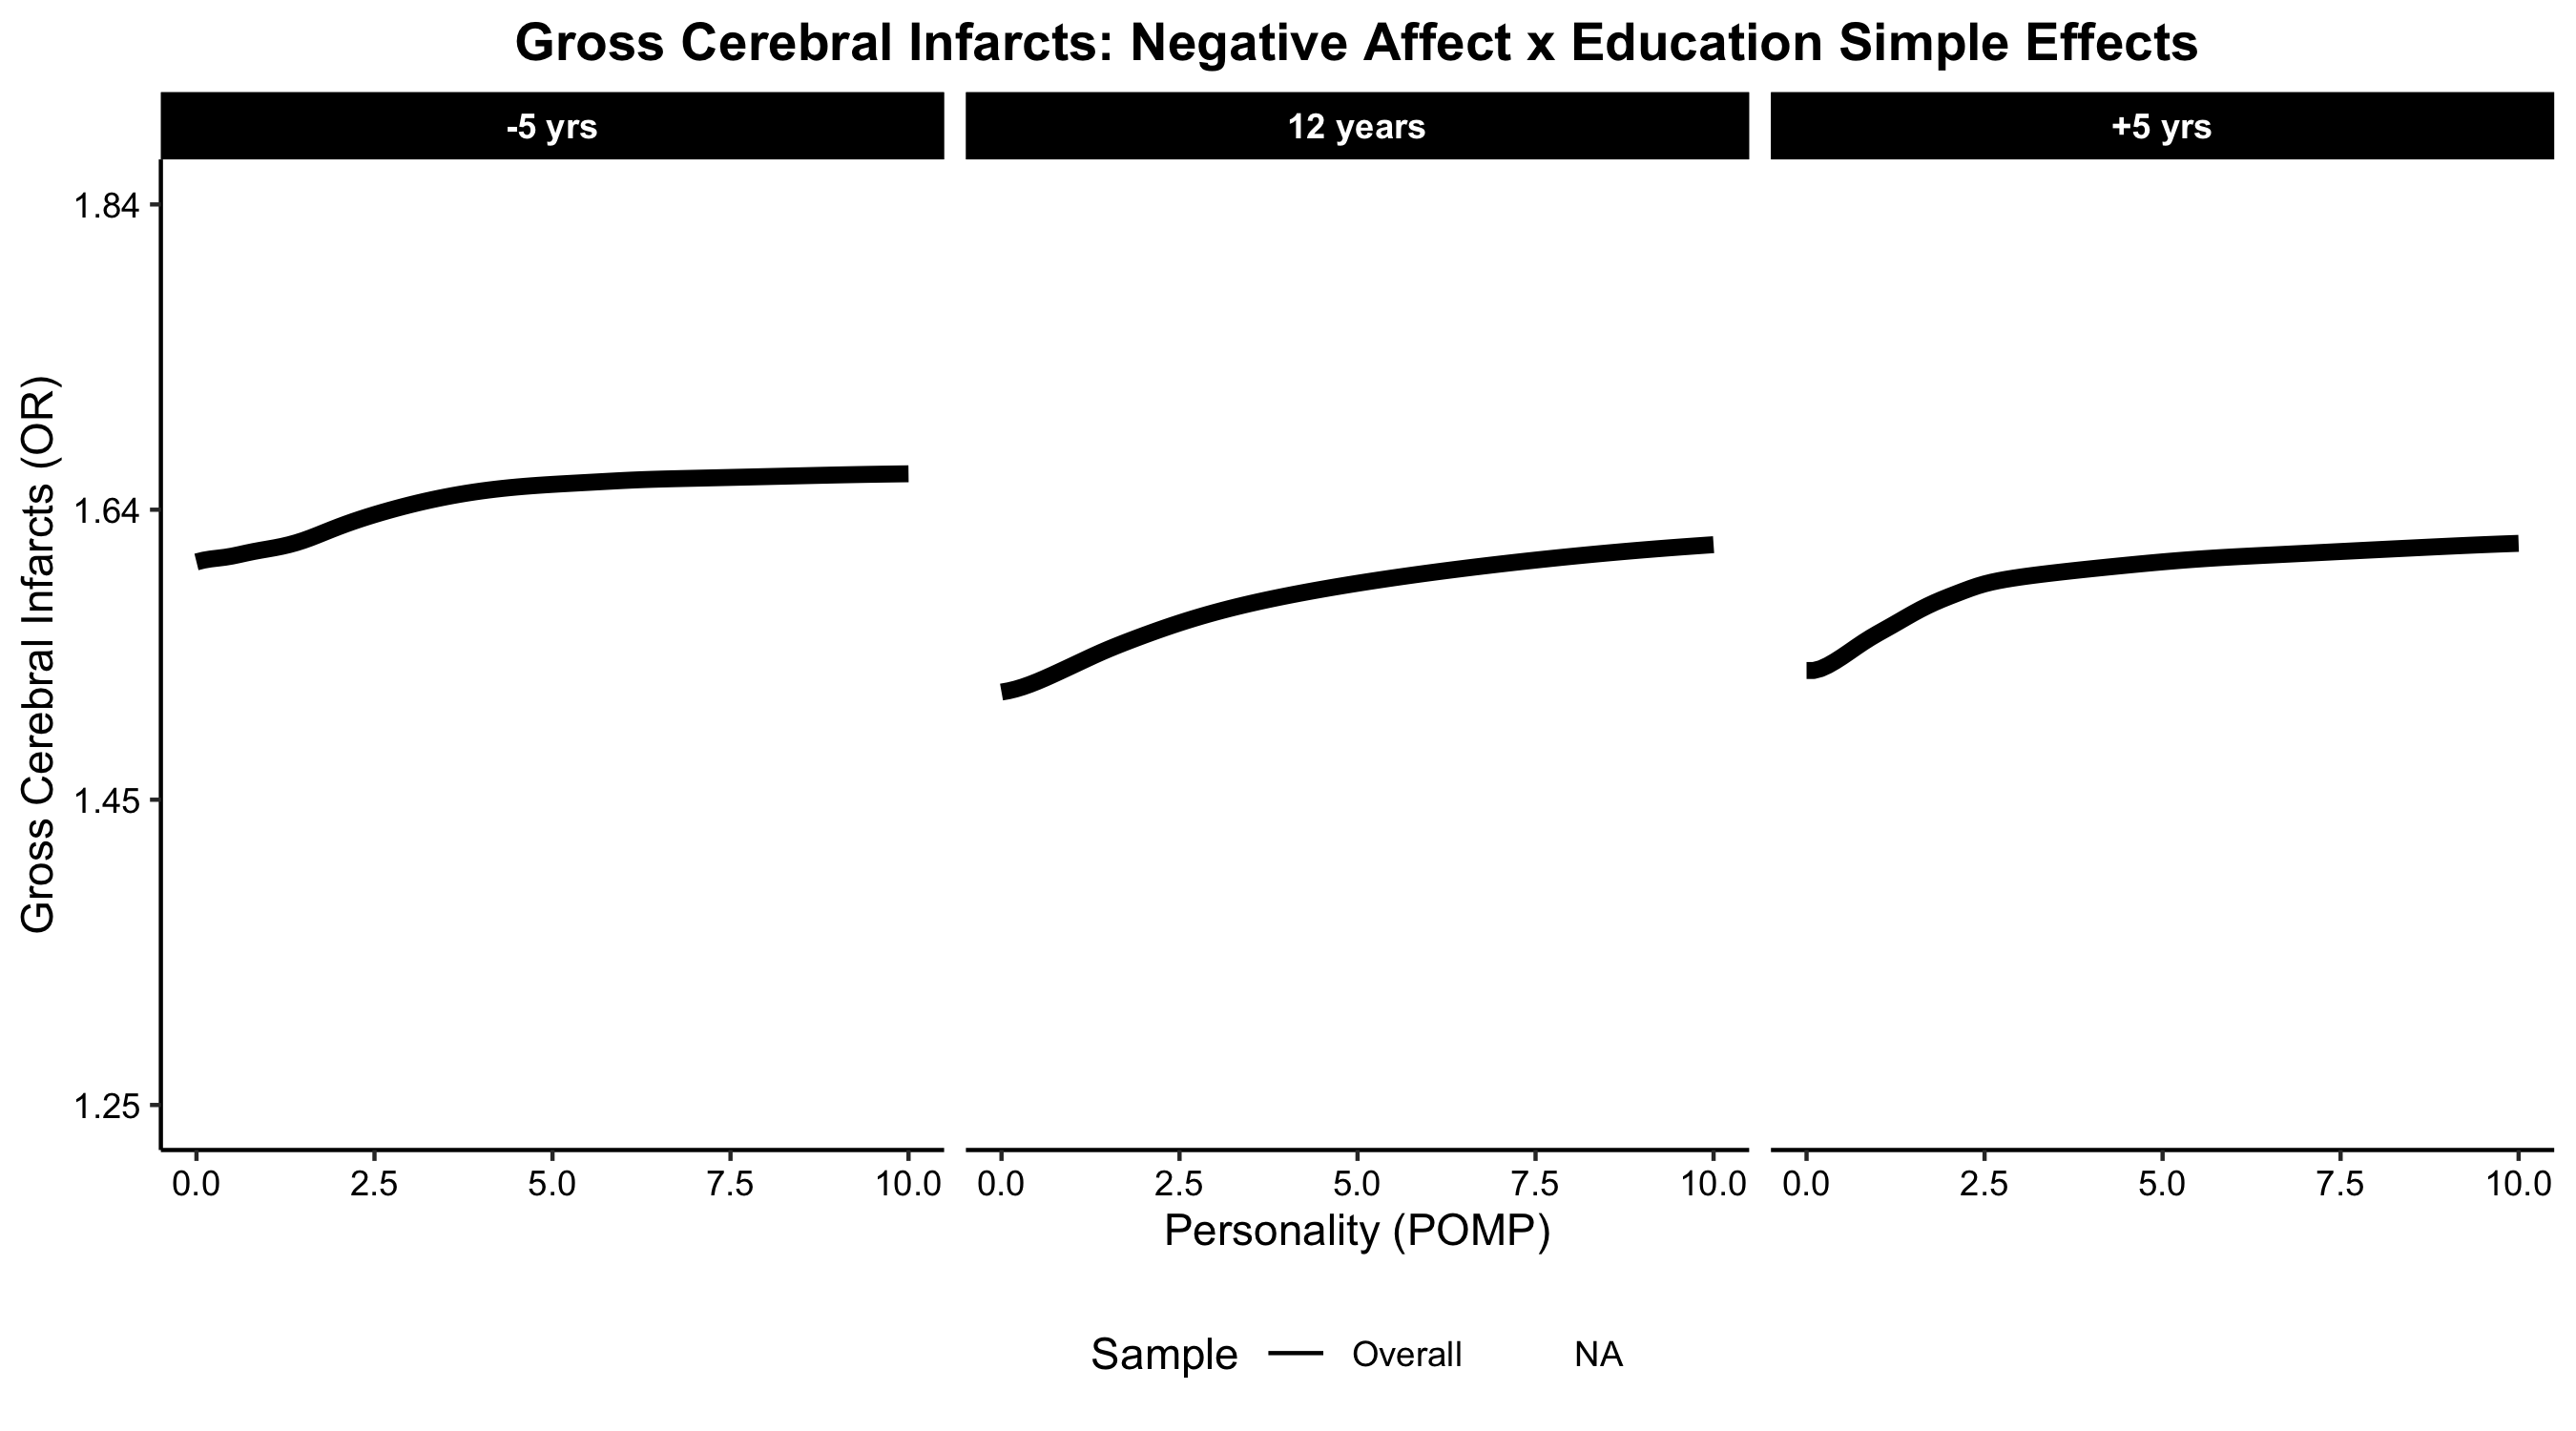 Gross Cerebral Infarcts: Negative Affect x Education Simple Effects
-5 yrs 12 years +5 yrs
Gross Cerebral Infarcts (OR)
1.84
1.64
1.45
1.25
0.0 2.5 5.0 7.5 10.0 0.0 2.5 5.0 7.5 10.0 0.0 2.5 5.0 7.5 10.0
Personality (POMP)
Sample Overall NA